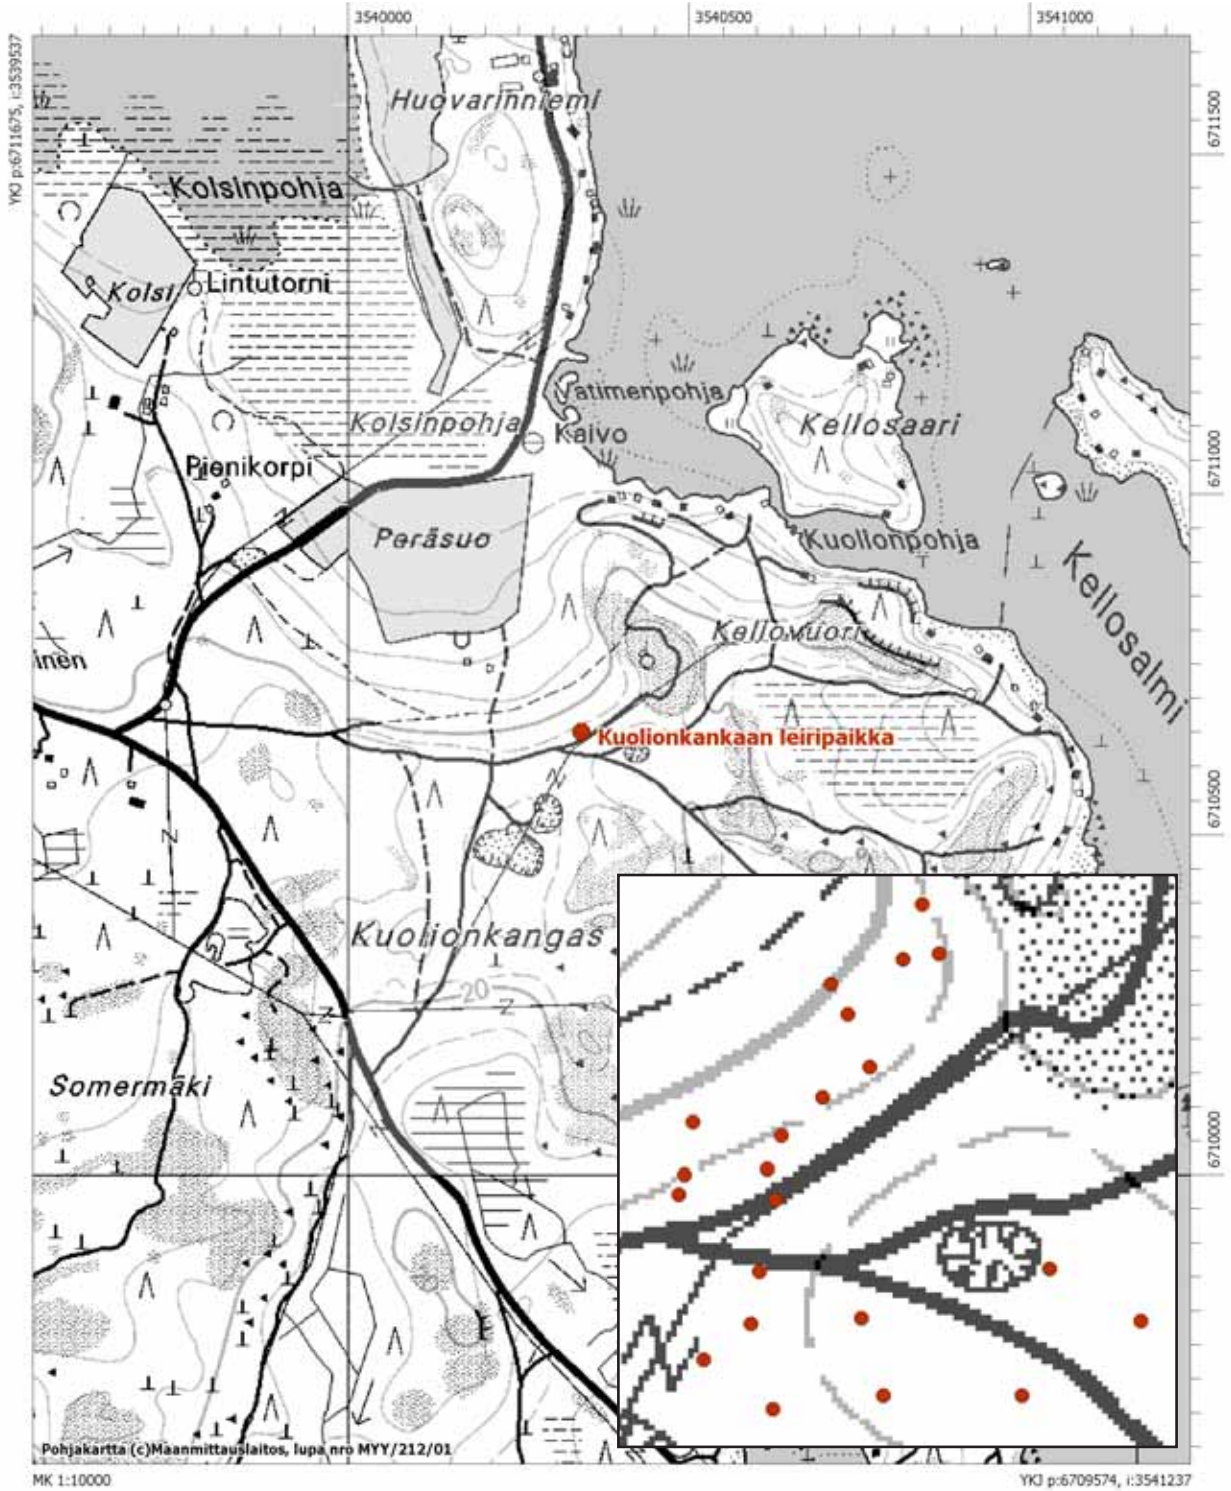 3540000
3540500
3541000
YKJ p:6711675, i:3539537
6711500
Huovarinniemi
Kolsinpohja
Kolsi
Lintutorni
Vatimenpohja
Kolsinpohja
Kaivo
Kellosaari
6711000
Pienikorpi
Peräsuo
Kuolionpohja
Kellosalmi
Kellovuori
inen
Kuolionkankaan leiripaikka
6710500
Kuolionkangas
20
Somermäki
6710000
Pohjakartta (c)Maanmittauslaitos, lupa nro MYY/212/01
MK 1:10000
YKJ p:6709574, i:3541237